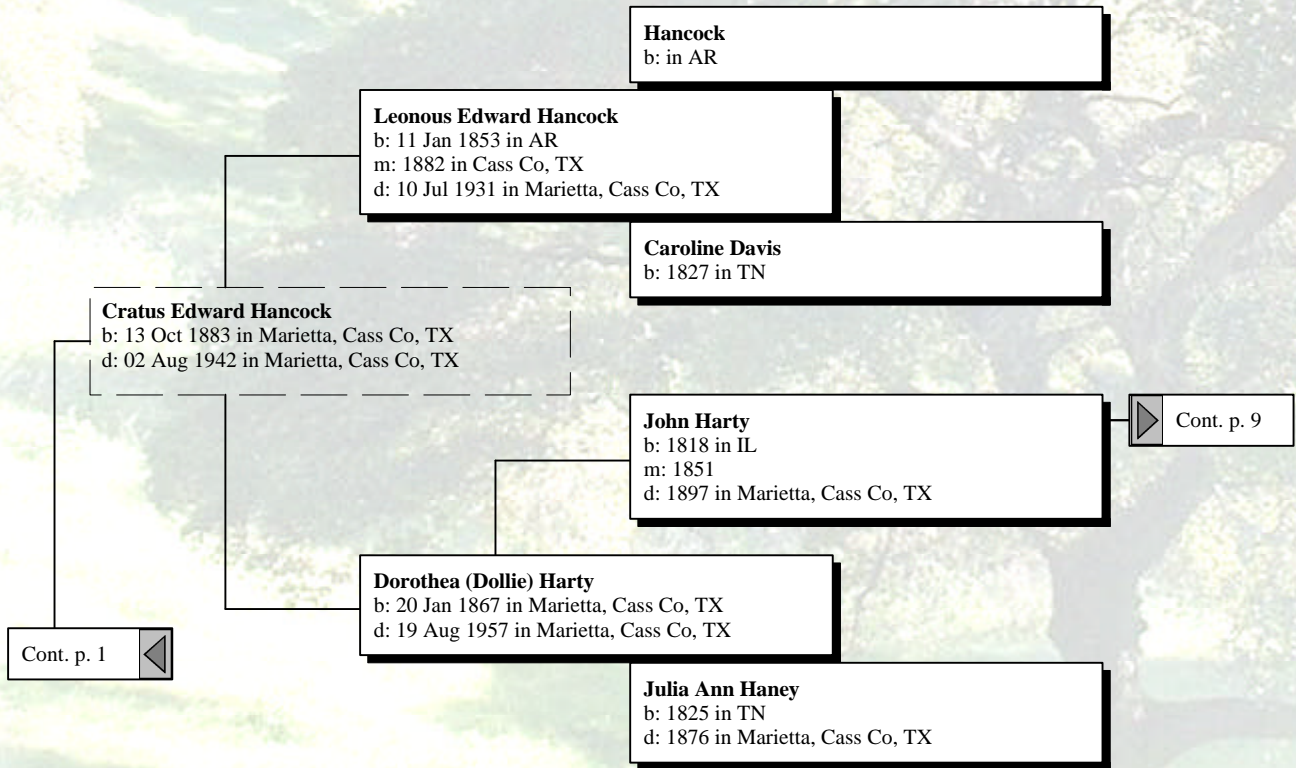 Hancock
b: in AR
Leonous Edward Hancock
b: 11 Jan 1853 in AR
m: 1882 in Cass Co, TX
d: 10 Jul 1931 in Marietta, Cass Co, TX
Caroline Davis
b: 1827 in TN
Cratus Edward Hancock
b: 13 Oct 1883 in Marietta, Cass Co, TX
d: 02 Aug 1942 in Marietta, Cass Co, TX
John Harty
b: 1818 in IL
m: 1851
d: 1897 in Marietta, Cass Co, TX
Cont. p. 9
Dorothea (Dollie) Harty
b: 20 Jan 1867 in Marietta, Cass Co, TX
d: 19 Aug 1957 in Marietta, Cass Co, TX
Cont. p. 1
Julia Ann Haney
b: 1825 in TN
d: 1876 in Marietta, Cass Co, TX